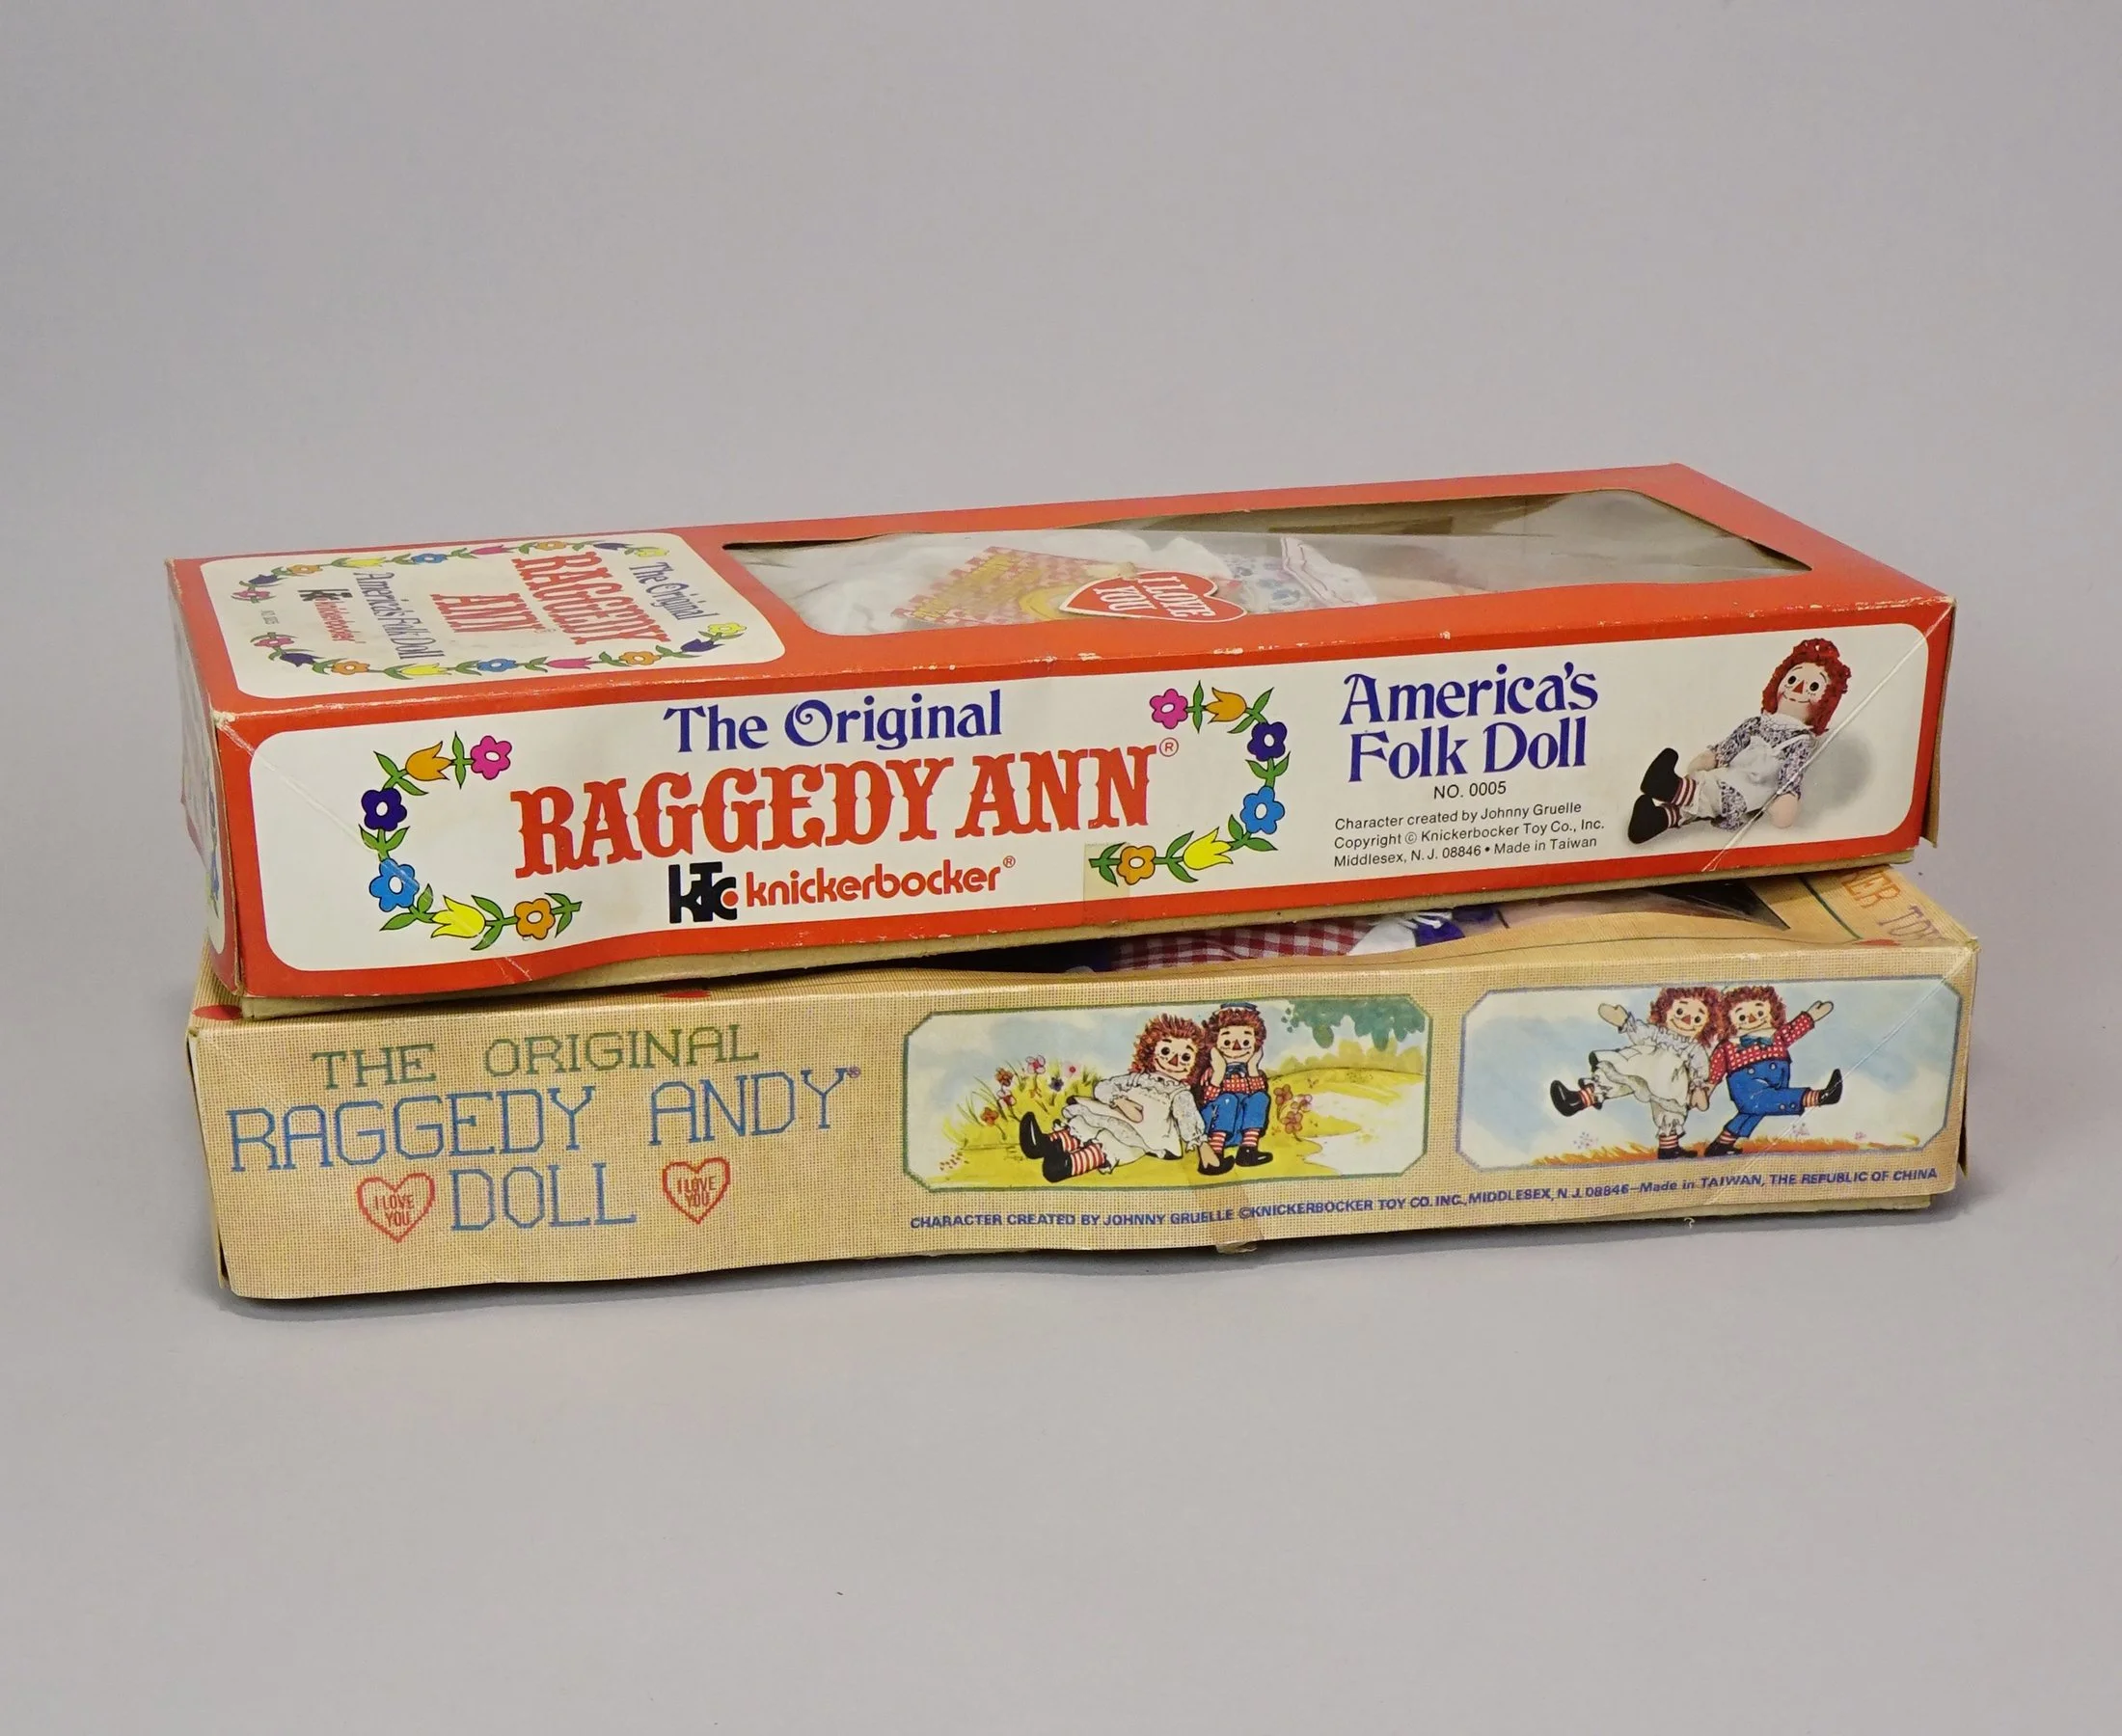 The Original
RAGGEDY
ANN®
America's Folk Doll
knickerbocker®
I LOVE
YOU
The Original
RAGGEDY ANN®
KTC knickerbocker®
America's
Folk Doll
NO. 0005
Character created by Johnny Gruelle
Copyright © Knickerbocker Toy Co., Inc.
Middlesex, N.J. 08846 • Made in Taiwan
THE ORIGINAL
RAGGEDY ANDY®
DOLL
I LOVE
YOU
I LOVE
YOU
CHARACTER CREATED BY JOHNNY GRUELLE ©KNICKERBOCKER TOY CO. INC., MIDDLESEX, N.J. 08846—Made in TAIWAN, THE REPUBLIC OF CHINA